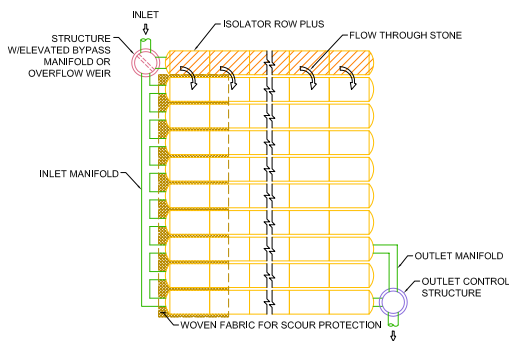 INLET
ISOLATOR ROW PLUS
STRUCTURE
W/ELEVATED BYPASS
MANIFOLD OR
OVERFLOW WEIR
FLOW THROUGH STONE
INLET MANIFOLD
OUTLET MANIFOLD
OUTLET CONTROL
STRUCTURE
WOVEN FABRIC FOR SCOUR PROTECTION